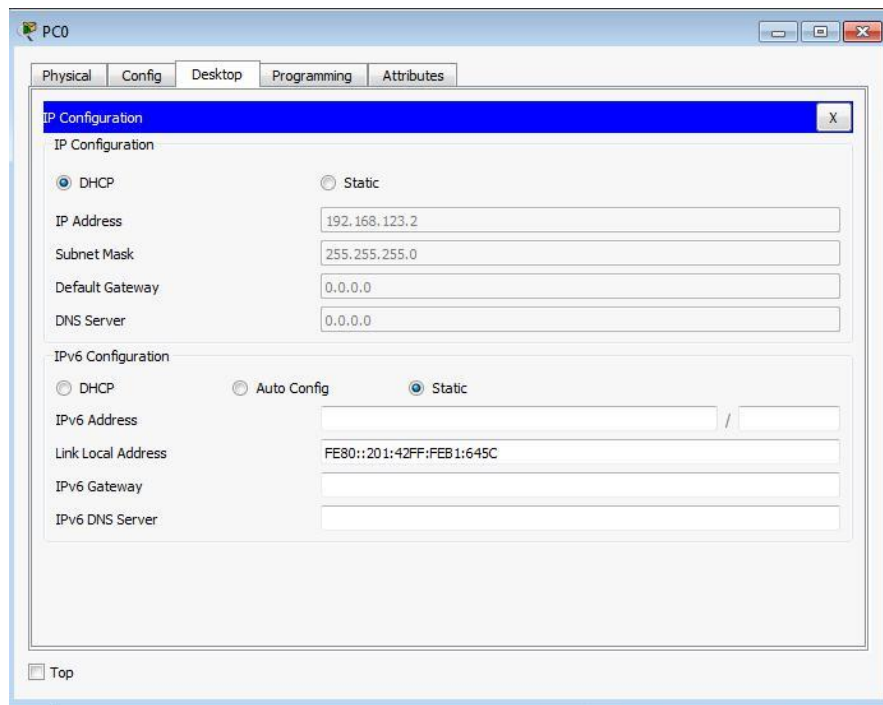 PC0
Physical Config Desktop Programming Attributes
IP Configuration X
IP Configuration
DHCP Static
IP Address 192.168.123.2
Subnet Mask 255.255.255.0
Default Gateway 0.0.0.0
DNS Server 0.0.0.0
IPv6 Configuration
DHCP Auto Config Static
IPv6 Address /
Link Local Address FE80::201:42FF:FEB1:645C
IPv6 Gateway
IPv6 DNS Server
Top